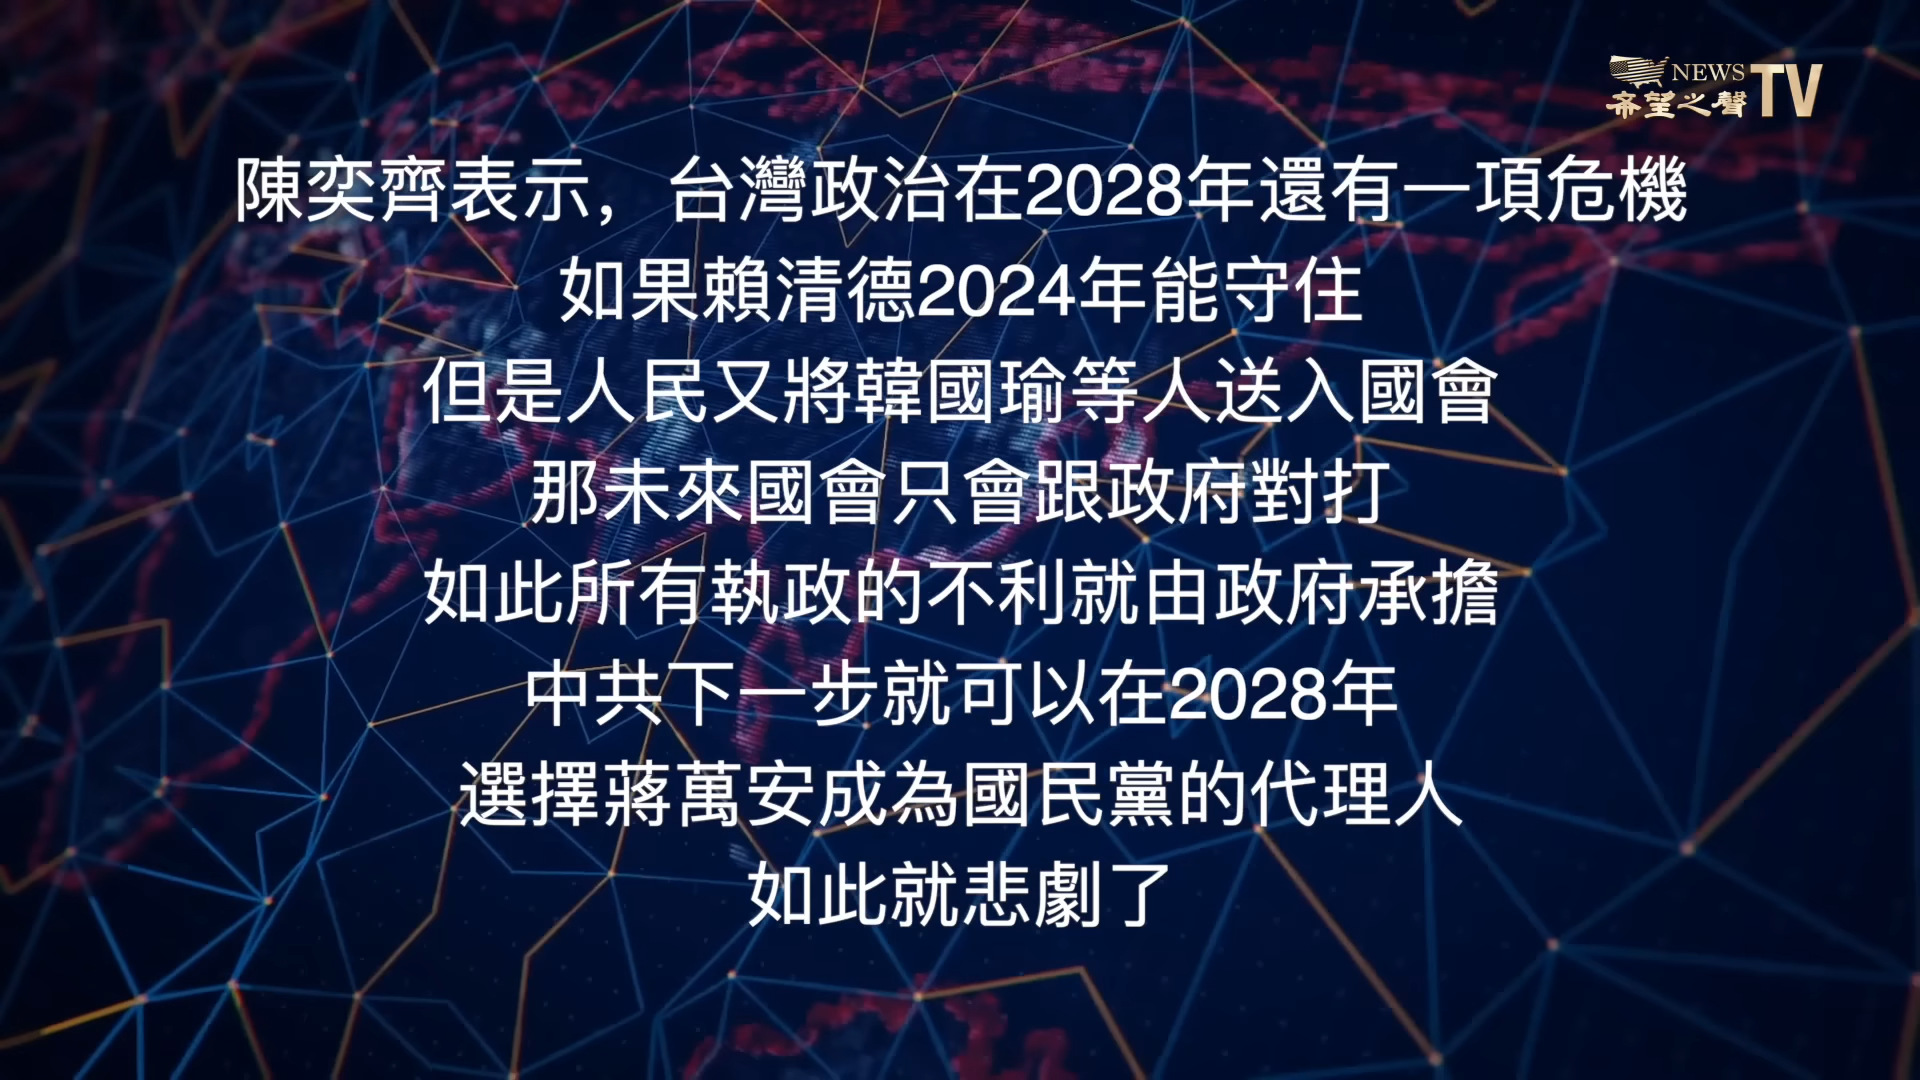 NEWS
希望之聲TV
陳奕齊表示，台灣政治在2028年還有一項危機
如果賴清德2024年能守住
但是人民又將韓國瑜等人送入國會
那未來國會只會跟政府對打
如此所有執政的不利就由政府承擔
中共下一步就可以在2028年
選擇蔣萬安成為國民黨的代理人
如此就悲劇了